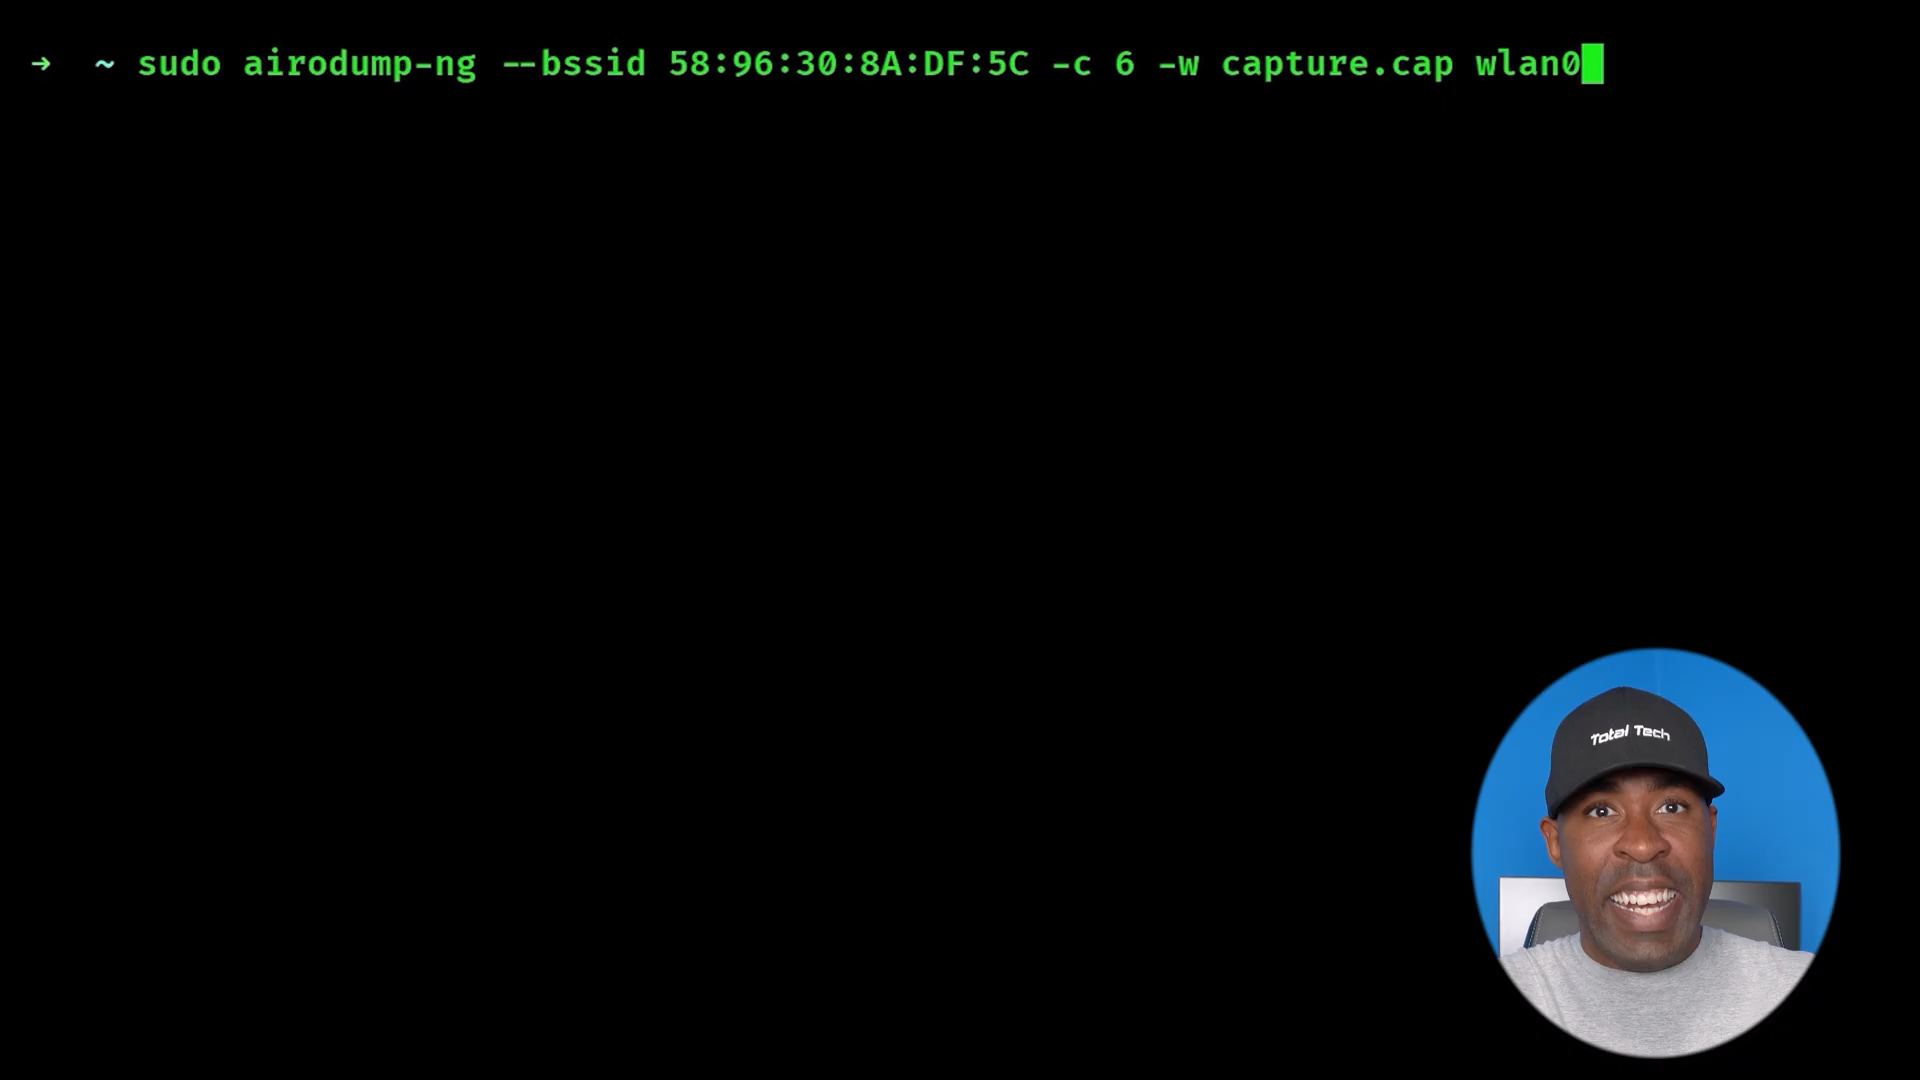 ➜ ~ sudo airodump-ng --bssid 58:96:30:8A:DF:5C -c 6 -w capture.cap wlan0
Total Tech